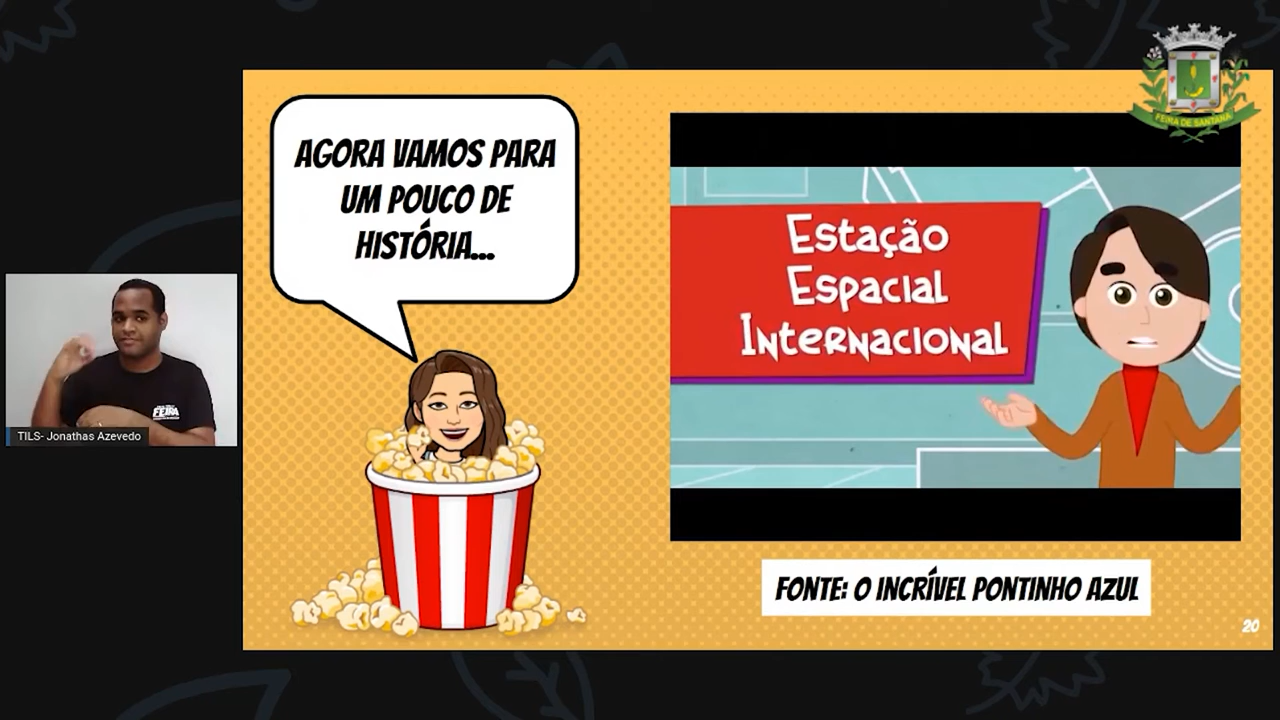 FEIRA DE SANTANA
AGORA VAMOS PARA
UM POUCO DE
HISTÓRIA...
Estação
Espacial
Internacional
FEIRA
TILS- Jonathas Azevedo
FONTE: O INCRÍVEL PONTINHO AZUL
20